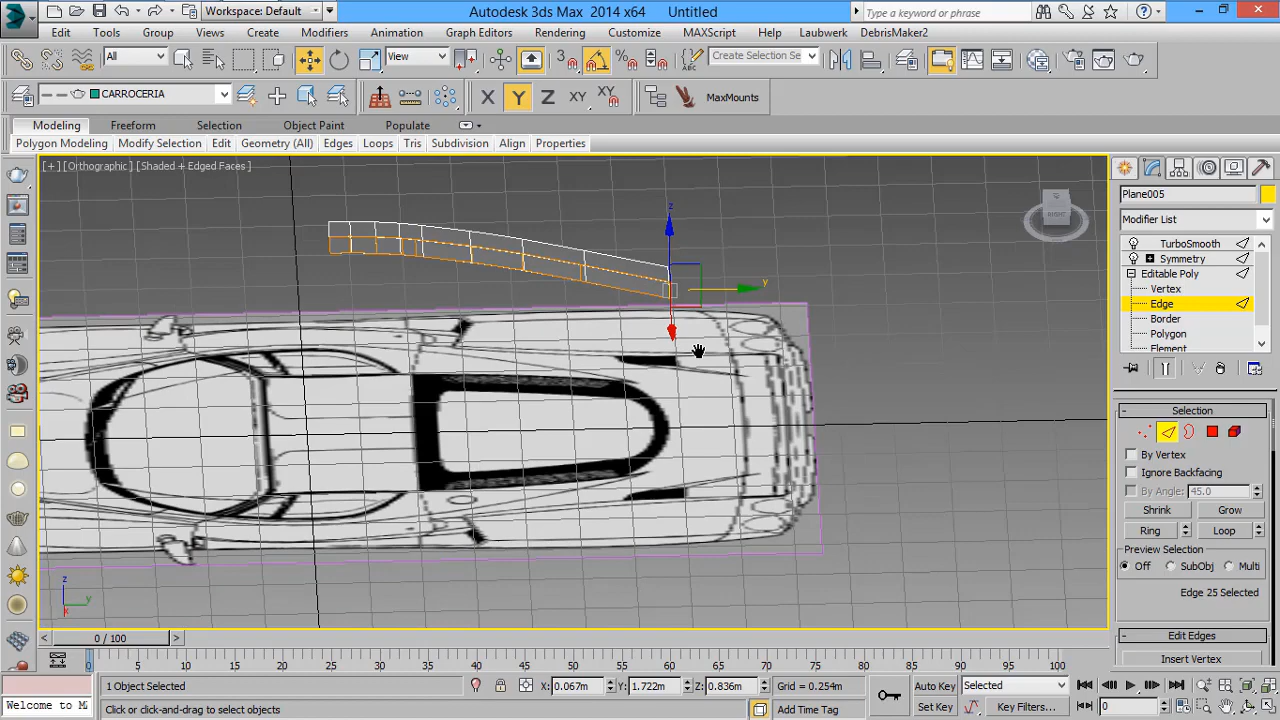 Workspace: Default
Autodesk 3ds Max 2014 x64 Untitled
Type a keyword or phrase
Edit Tools Group Views Create Modifiers Animation Graph Editors Rendering Customize MAXScript Help Laubwerk DebrisMaker2
All
View
3
Create Selection Se
CARROCERIA
X Y Z XY XY
MaxMounts
Modeling Freeform Selection Object Paint Populate
Polygon Modeling Modify Selection Edit Geometry (All) Edges Loops Tris Subdivision Align Properties
[+] [Orthographic] [Shaded + Edged Faces]
RIGHT
z
y
z
y
x
Plane005
Modifier List
TurboSmooth
Symmetry
Editable Poly
Vertex
Edge
Border
Polygon
Element
Selection
By Vertex
Ignore Backfacing
By Angle: 45.0
Shrink Grow
Ring Loop
Preview Selection
Off SubObj Multi
Edge 25 Selected
Edit Edges
Insert Vertex
0 / 100
0 5 10 15 20 25 30 35 40 45 50 55 60 65 70 75 80 85 90 95 100
1 Object Selected
X: 0.067m Y: 1.722m Z: 0.836m Grid = 0.254m
Auto Key Selected
Welcome to M
Click or click-and-drag to select objects
Add Time Tag
Set Key Key Filters... 0